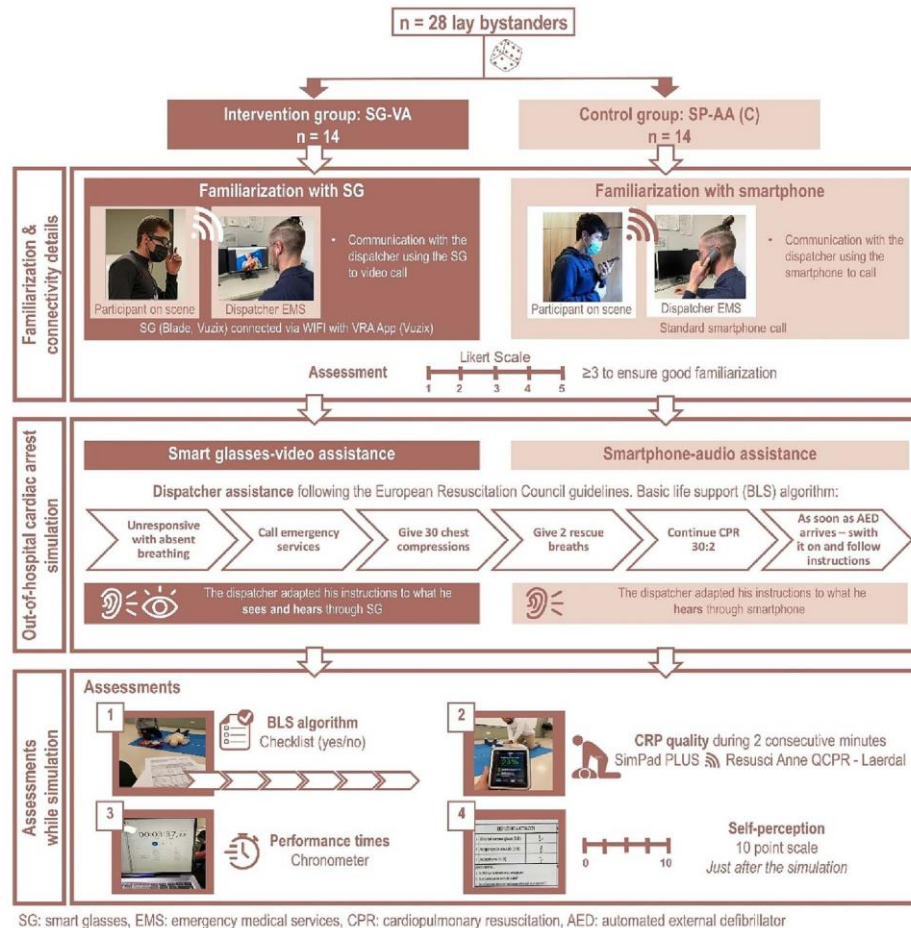 n = 28 lay bystanders
Intervention group: SG-VA
n = 14
Control group: SP-AA (C)
n = 14
Familiarization &
connectivity details
Familiarization with SG
Participant on scene
Dispatcher EMS
• Communication with the
dispatcher using the SG
to video call
SG (Blade, Vuzix) connected via WIFI with VRA App (Vuzix)
Familiarization with smartphone
Participant on scene
Dispatcher EMS
• Communication with the
dispatcher using the
smartphone to call
Standard smartphone call
Assessment
Likert Scale
1 2 3 4 5
≥3 to ensure good familiarization
Out-of-hospital cardiac arrest
simulation
Smart glasses-video assistance
Smartphone-audio assistance
Dispatcher assistance following the European Resuscitation Council guidelines. Basic life support (BLS) algorithm:
Unresponsive
with absent
breathing
Call emergency
services
Give 30 chest
compressions
Give 2 rescue
breaths
Continue CPR
30:2
As soon as AED
arrives – swith
it on and follow
instructions
The dispatcher adapted his instructions to what he
sees and hears through SG
The dispatcher adapted his instructions to what he
hears through smartphone
Assessments
while simulation
Assessments
1
BLS algorithm
Checklist (yes/no)
2
CRP quality during 2 consecutive minutes
SimPad PLUS Resusci Anne QCPR - Laerdal
3
Performance times
Chronometer
4
0 10
Self-perception
10 point scale
Just after the simulation
SG: smart glasses, EMS: emergency medical services, CPR: cardiopulmonary resuscitation, AED: automated external defibrillator